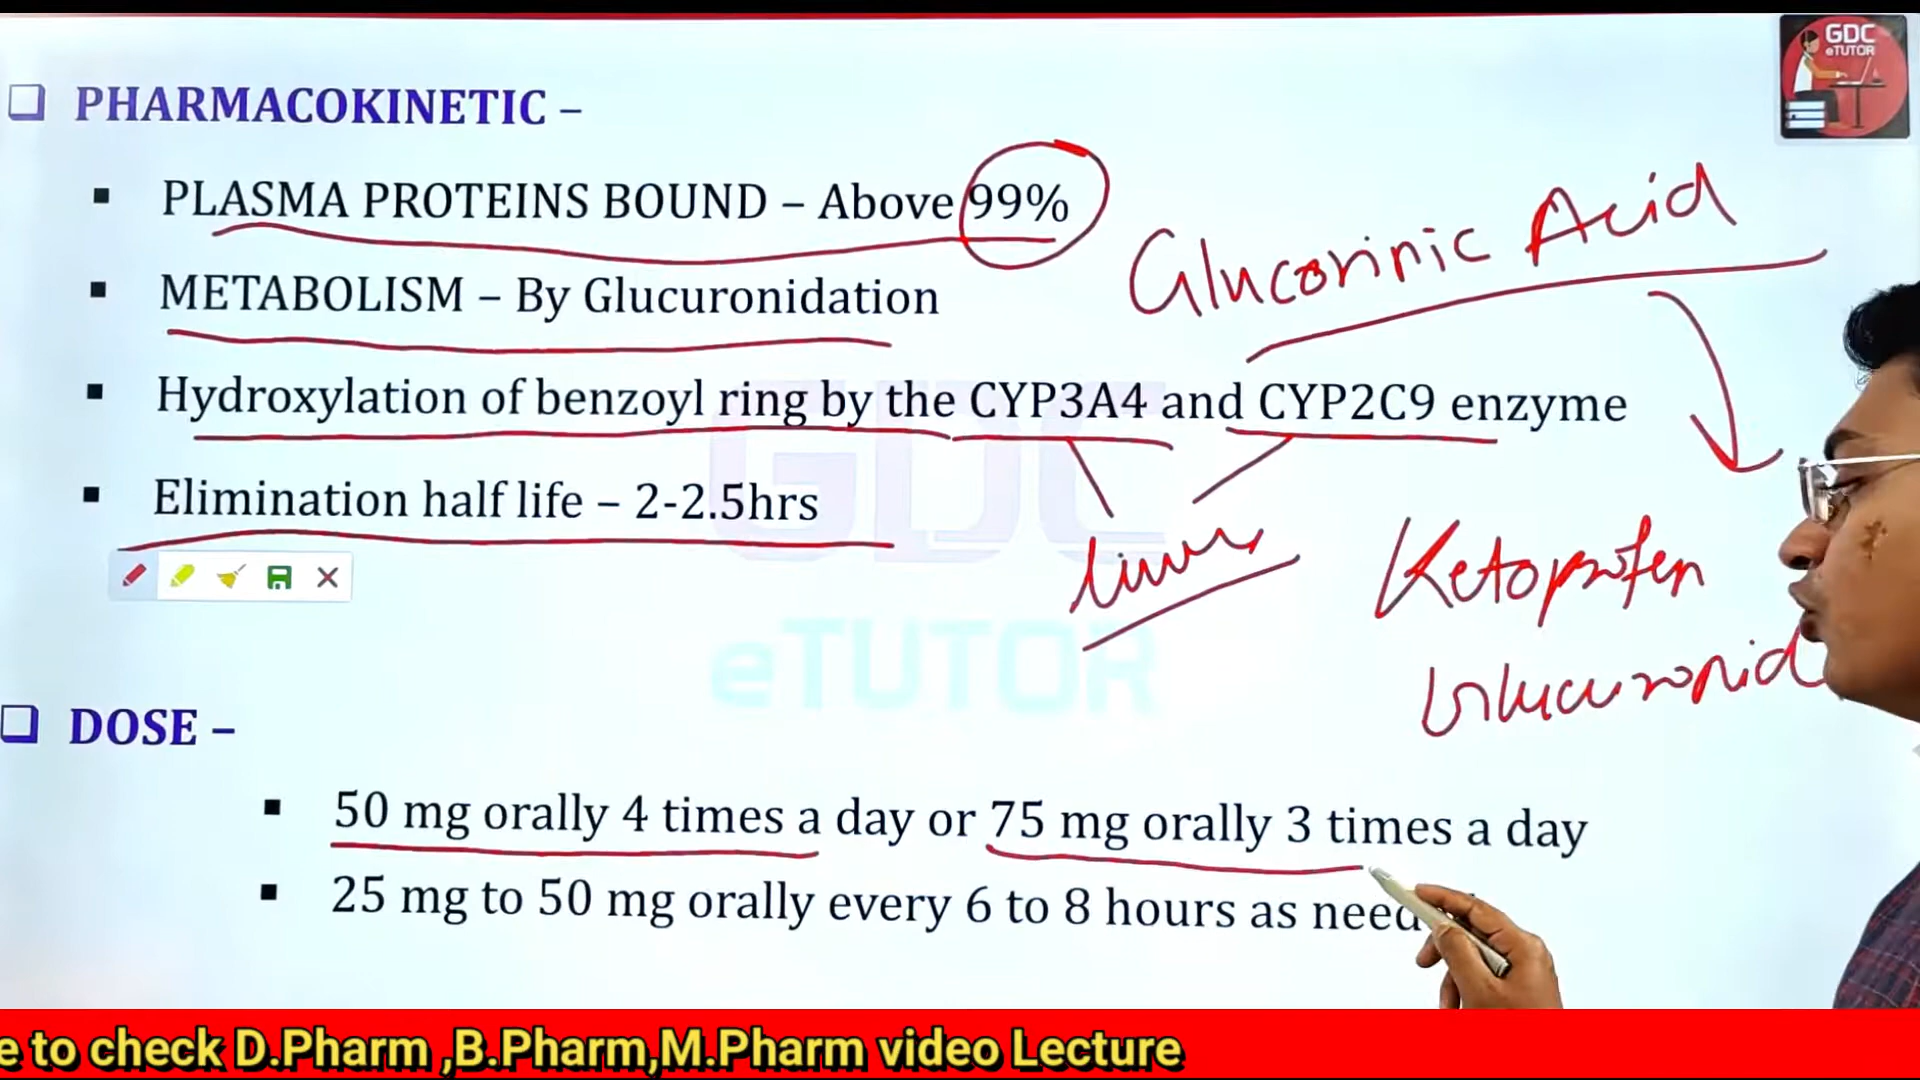 GDC
eTUTOR
❑ PHARMACOKINETIC –
▪ PLASMA PROTEINS BOUND – Above 99%
Glucorinic Acid
▪ METABOLISM – By Glucuronidation
▪ Hydroxylation of benzoyl ring by the CYP3A4 and CYP2C9 enzyme
▪ Elimination half life – 2-2.5hrs
liver
Ketoprofen
Glucuronid
GDC
eTUTOR
❑ DOSE –
▪ 50 mg orally 4 times a day or 75 mg orally 3 times a day
▪ 25 mg to 50 mg orally every 6 to 8 hours as need
e to check D.Pharm ,B.Pharm,M.Pharm video Lecture